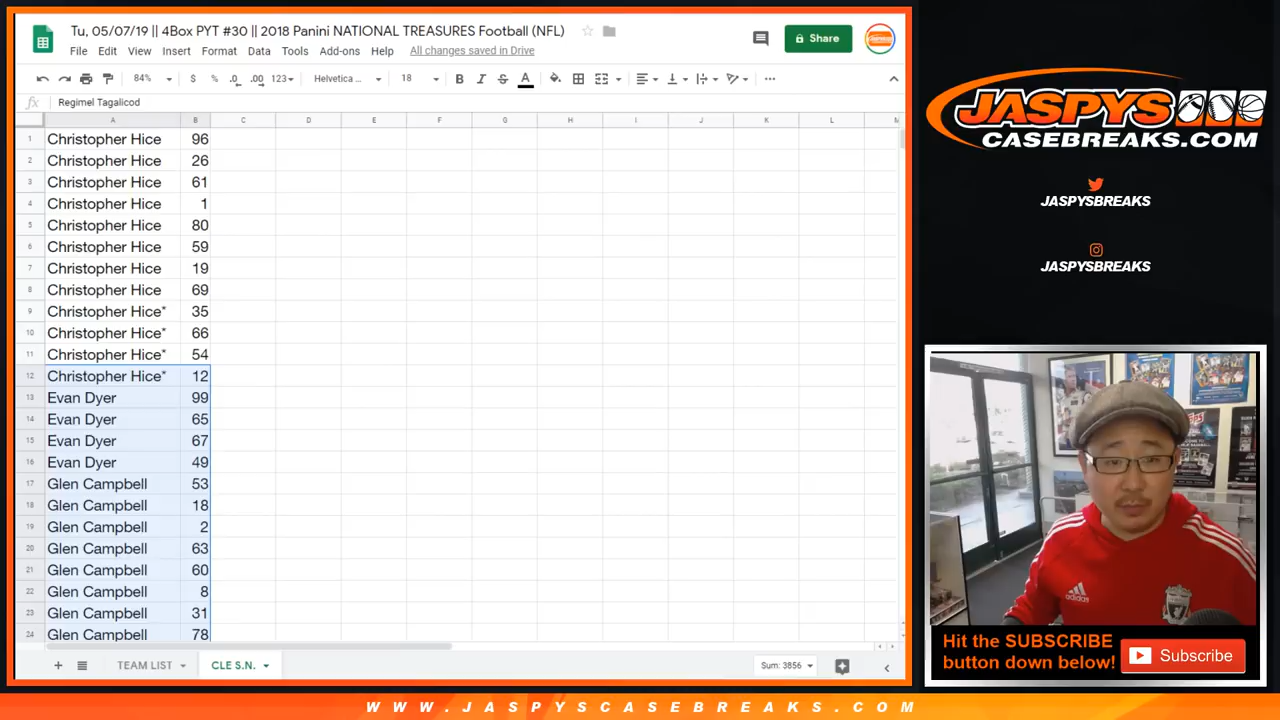 Tu, 05/07/19 || 4Box PYT #30 || 2018 Panini NATIONAL TREASURES Football (NFL)
File Edit View Insert Format Data Tools Add-ons Help All changes saved in Drive
Share
84% $ % .0 .00 123 Helvetica ... 18 B I S A
fx Regimel Tagalicod
A B C D E F G H I J K L M
1 Christopher Hice 96
2 Christopher Hice 26
3 Christopher Hice 61
4 Christopher Hice 1
5 Christopher Hice 80
6 Christopher Hice 59
7 Christopher Hice 19
8 Christopher Hice 69
9 Christopher Hice* 35
10 Christopher Hice* 66
11 Christopher Hice* 54
12 Christopher Hice* 12
13 Evan Dyer 99
14 Evan Dyer 65
15 Evan Dyer 67
16 Evan Dyer 49
17 Glen Campbell 53
18 Glen Campbell 18
19 Glen Campbell 2
20 Glen Campbell 63
21 Glen Campbell 60
22 Glen Campbell 8
23 Glen Campbell 31
24 Glen Campbell 78
TEAM LIST CLE S.N. Sum: 3856
JASPYS
CASEBREAKS.COM
JASPYSBREAKS
JASPYSBREAKS
adidas
Hit the SUBSCRIBE
button down below!
Subscribe
WWW.JASPYSCASEBREAKS.COM